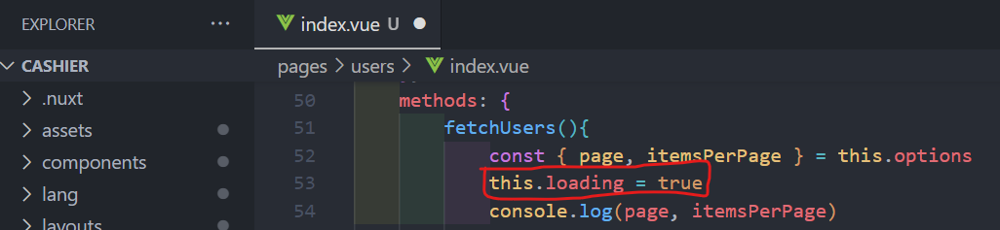 EXPLORER ···
index.vue U
CASHIER
pages > users > index.vue
.nuxt
assets
components
lang
layouts
50 methods: {
51 fetchUsers(){
52 const { page, itemsPerPage } = this.options
53 this.loading = true
54 console.log(page, itemsPerPage)